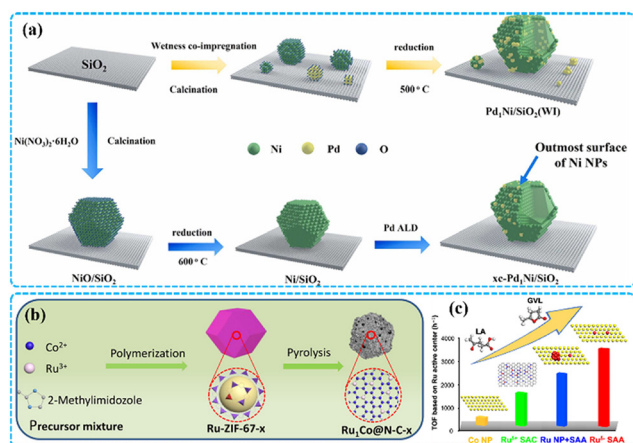 (a)
Wetness co-impregnation
reduction
SiO2
Calcination
500° C
Pd1Ni/SiO2(WI)
Ni(NO3)2·6H2O
Calcination
Ni
Pd
O
Outmost surface
of Ni NPs
reduction
Pd ALD
600° C
NiO/SiO2
Ni/SiO2
xc-Pd1Ni/SiO2
(b)
Co2+
Ru3+
Polymerization
Pyrolysis
2-Methylimidozole
Precursor mixture
Ru-ZIF-67-x
Ru1Co@N-C-x
(c)
GVL
LA
TOF based on Ru active center (h-1)
4000
3000
2000
1000
0
Co NP
SAC
Ru NP+SAA
SAA